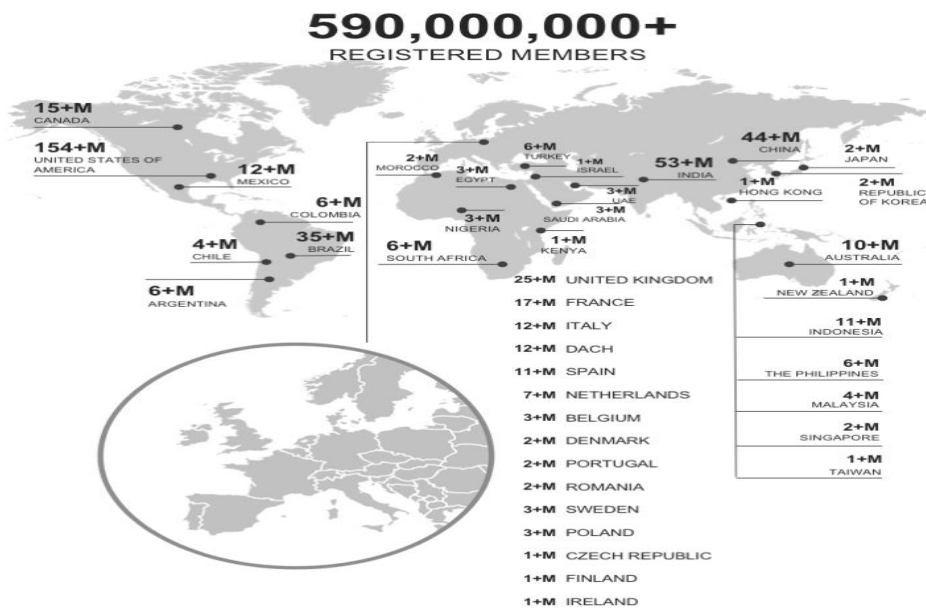 590,000,000+
REGISTERED MEMBERS
15+M
CANADA
154+M
UNITED STATES OF
AMERICA
12+M
MEXICO
6+M
COLOMBIA
4+M
CHILE
35+M
BRAZIL
6+M
ARGENTINA
2+M
MOROCCO
6+M
TURKEY
3+M
EGYPT
1+M
ISRAEL
3+M
UAE
3+M
SAUDI ARABIA
3+M
NIGERIA
1+M
KENYA
6+M
SOUTH AFRICA
53+M
INDIA
44+M
CHINA
2+M
JAPAN
1+M
HONG KONG
2+M
REPUBLIC
OF KOREA
10+M
AUSTRALIA
1+M
NEW ZEALAND
11+M
INDONESIA
6+M
THE PHILIPPINES
4+M
MALAYSIA
2+M
SINGAPORE
1+M
TAIWAN
25+M UNITED KINGDOM
17+M FRANCE
12+M ITALY
12+M DACH
11+M SPAIN
7+M NETHERLANDS
3+M BELGIUM
2+M DENMARK
2+M PORTUGAL
2+M ROMANIA
3+M SWEDEN
3+M POLAND
1+M CZECH REPUBLIC
1+M FINLAND
1+M IRELAND